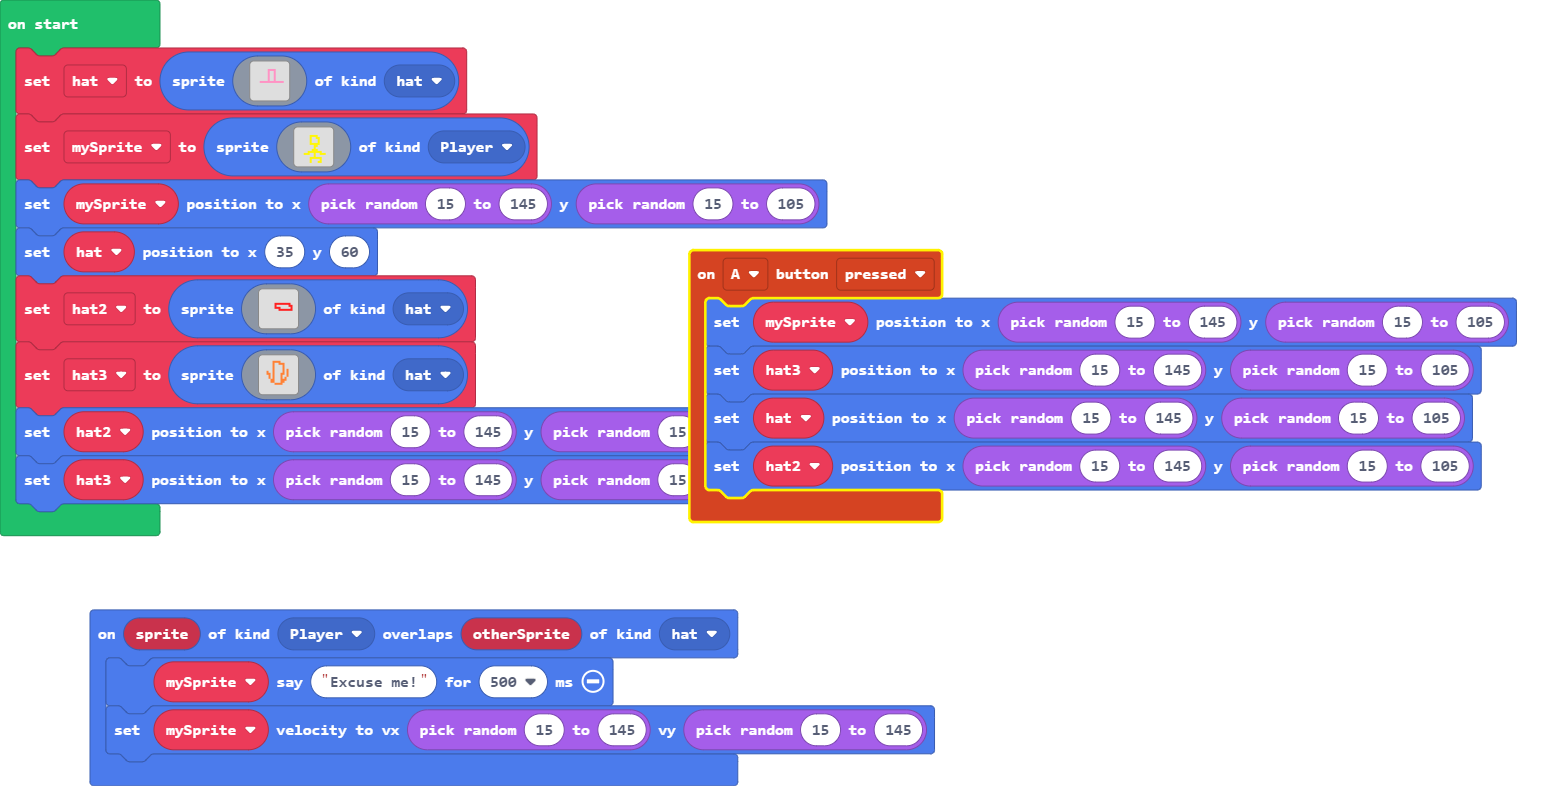 on start
set hat to sprite of kind hat
set mySprite to sprite of kind Player
set mySprite position to x pick random 15 to 145 y pick random 15 to 105
set hat position to x 35 y 60
set hat2 to sprite of kind hat
set hat3 to sprite of kind hat
set hat2 position to x pick random 15 to 145 y pick random 15
set hat3 position to x pick random 15 to 145 y pick random 15
on A button pressed
set mySprite position to x pick random 15 to 145 y pick random 15 to 105
set hat3 position to x pick random 15 to 145 y pick random 15 to 105
set hat position to x pick random 15 to 145 y pick random 15 to 105
set hat2 position to x pick random 15 to 145 y pick random 15 to 105
on sprite of kind Player overlaps otherSprite of kind hat
mySprite say "Excuse me!" for 500 ms
set mySprite velocity to vx pick random 15 to 145 vy pick random 15 to 145